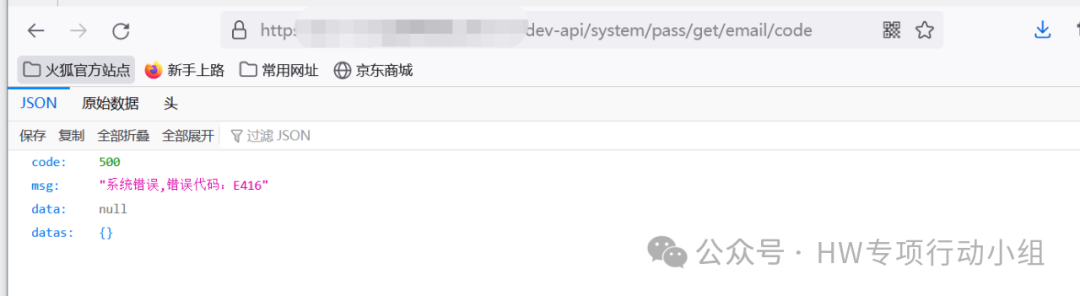 https: dev-api/system/pass/get/email/code
火狐官方站点 新手上路 常用网址 京东商城
JSON 原始数据 头
保存 复制 全部折叠 全部展开 过滤 JSON
code: 500
msg: "系统错误,错误代码：E416"
data: null
datas: {}
公众号 · HW专项行动小组